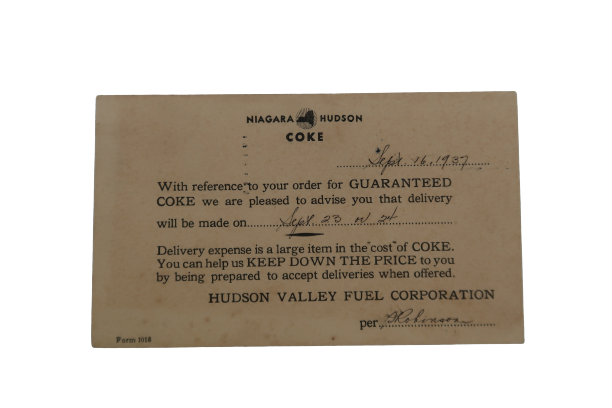 NIAGARA HUDSON
COKE
Sept. 16, 1937
With reference to your order for GUARANTEED
COKE we are pleased to advise you that delivery
will be made on Sept. 23 or 24
Delivery expense is a large item in the cost of COKE.
You can help us KEEP DOWN THE PRICE to you
by being prepared to accept deliveries when offered.
HUDSON VALLEY FUEL CORPORATION
per Robinson
Form 1018